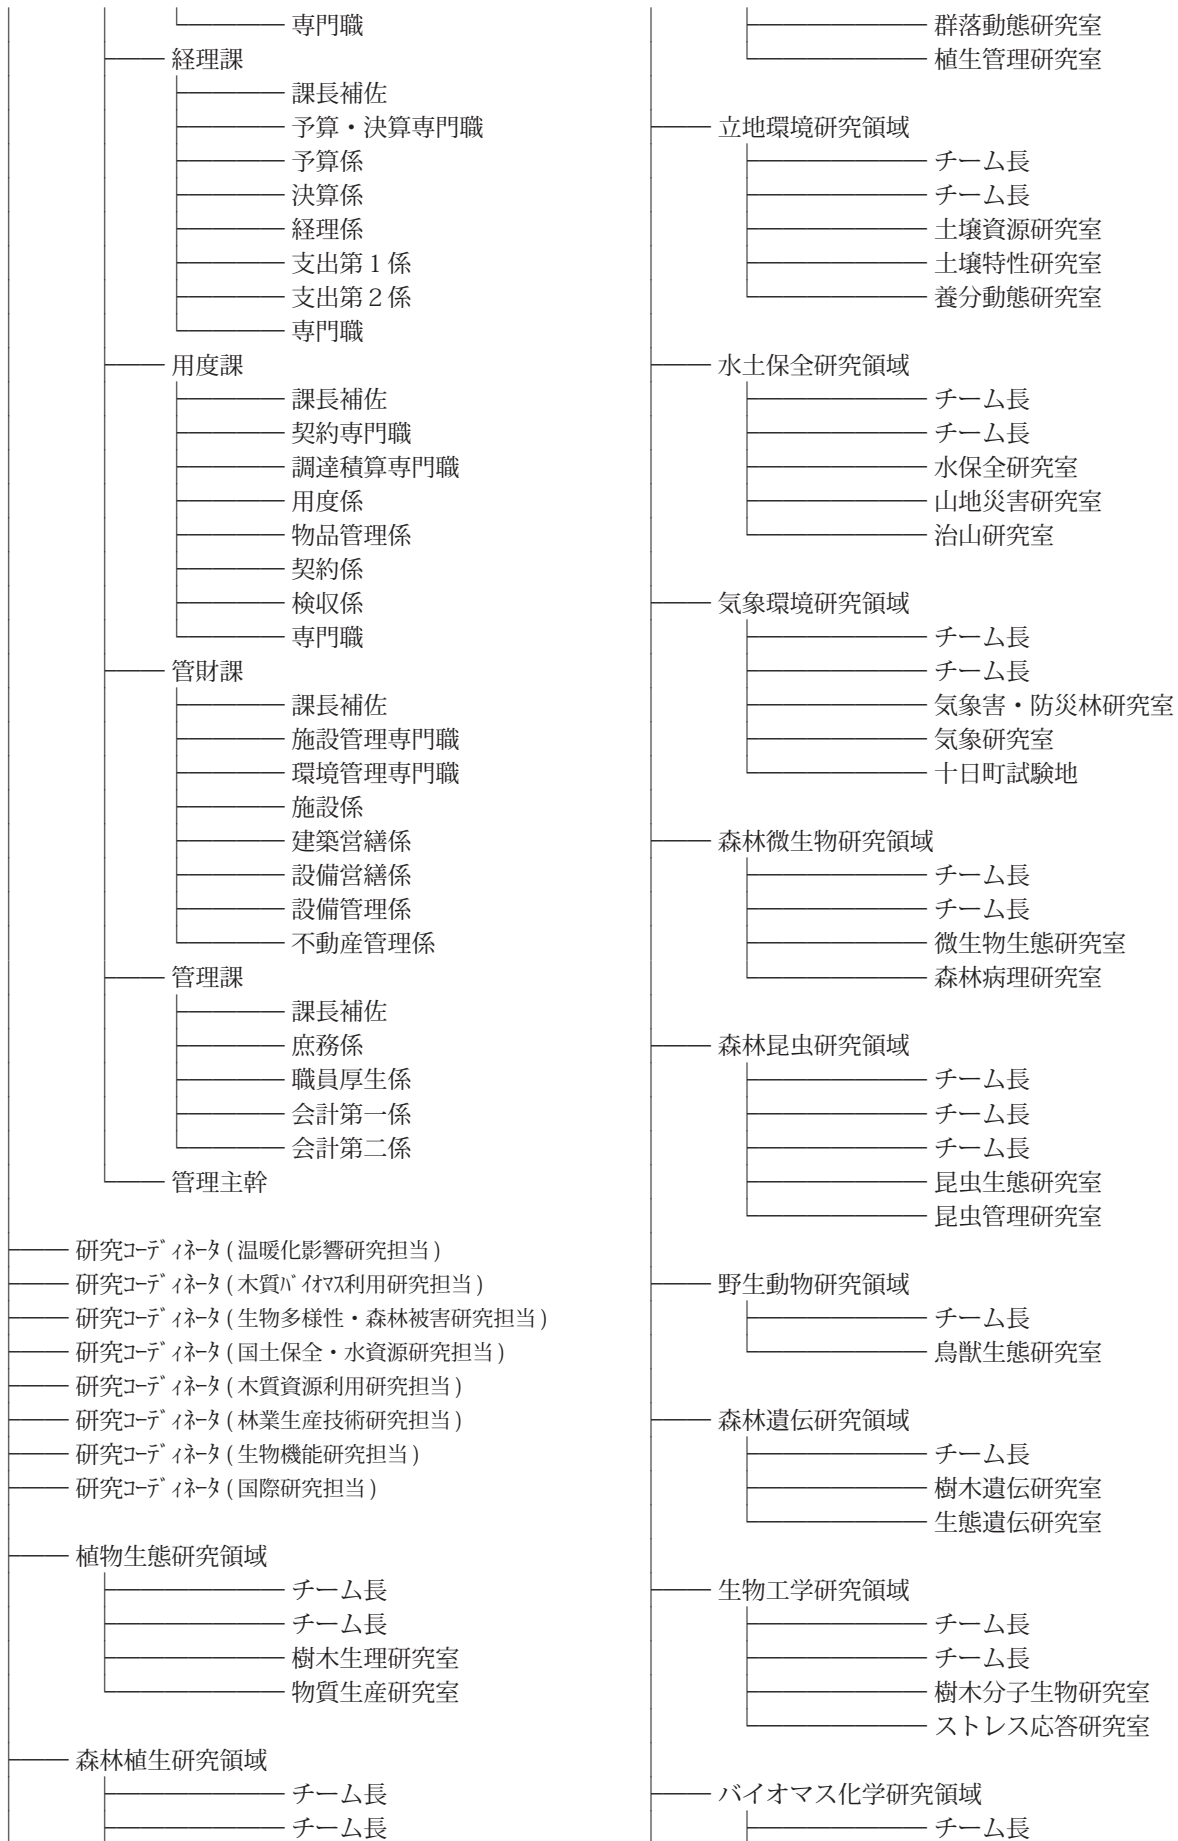 専門職
経理課
課長補佐
予算・決算専門職
予算係
決算係
経理係
支出第１係
支出第２係
専門職
用度課
課長補佐
契約専門職
調達積算専門職
用度係
物品管理係
契約係
検収係
専門職
管財課
課長補佐
施設管理専門職
環境管理専門職
施設係
建築営繕係
設備営繕係
設備管理係
不動産管理係
管理課
課長補佐
庶務係
職員厚生係
会計第一係
会計第二係
管理主幹
研究ｺｰﾃﾞｨﾈｰﾀ(温暖化影響研究担当)
研究ｺｰﾃﾞｨﾈｰﾀ(木質ﾊﾞｲｵﾏｽ利用研究担当)
研究ｺｰﾃﾞｨﾈｰﾀ(生物多様性・森林被害研究担当)
研究ｺｰﾃﾞｨﾈｰﾀ(国土保全・水資源研究担当)
研究ｺｰﾃﾞｨﾈｰﾀ(木質資源利用研究担当)
研究ｺｰﾃﾞｨﾈｰﾀ(林業生産技術研究担当)
研究ｺｰﾃﾞｨﾈｰﾀ(生物機能研究担当)
研究ｺｰﾃﾞｨﾈｰﾀ(国際研究担当)
植物生態研究領域
チーム長
チーム長
樹木生理研究室
物質生産研究室
森林植生研究領域
チーム長
チーム長
群落動態研究室
植生管理研究室
立地環境研究領域
チーム長
チーム長
土壌資源研究室
土壌特性研究室
養分動態研究室
水土保全研究領域
チーム長
チーム長
水保全研究室
山地災害研究室
治山研究室
気象環境研究領域
チーム長
チーム長
気象害・防災林研究室
気象研究室
十日町試験地
森林微生物研究領域
チーム長
チーム長
微生物生態研究室
森林病理研究室
森林昆虫研究領域
チーム長
チーム長
チーム長
昆虫生態研究室
昆虫管理研究室
野生動物研究領域
チーム長
鳥獣生態研究室
森林遺伝研究領域
チーム長
樹木遺伝研究室
生態遺伝研究室
生物工学研究領域
チーム長
チーム長
樹木分子生物研究室
ストレス応答研究室
バイオマス化学研究領域
チーム長